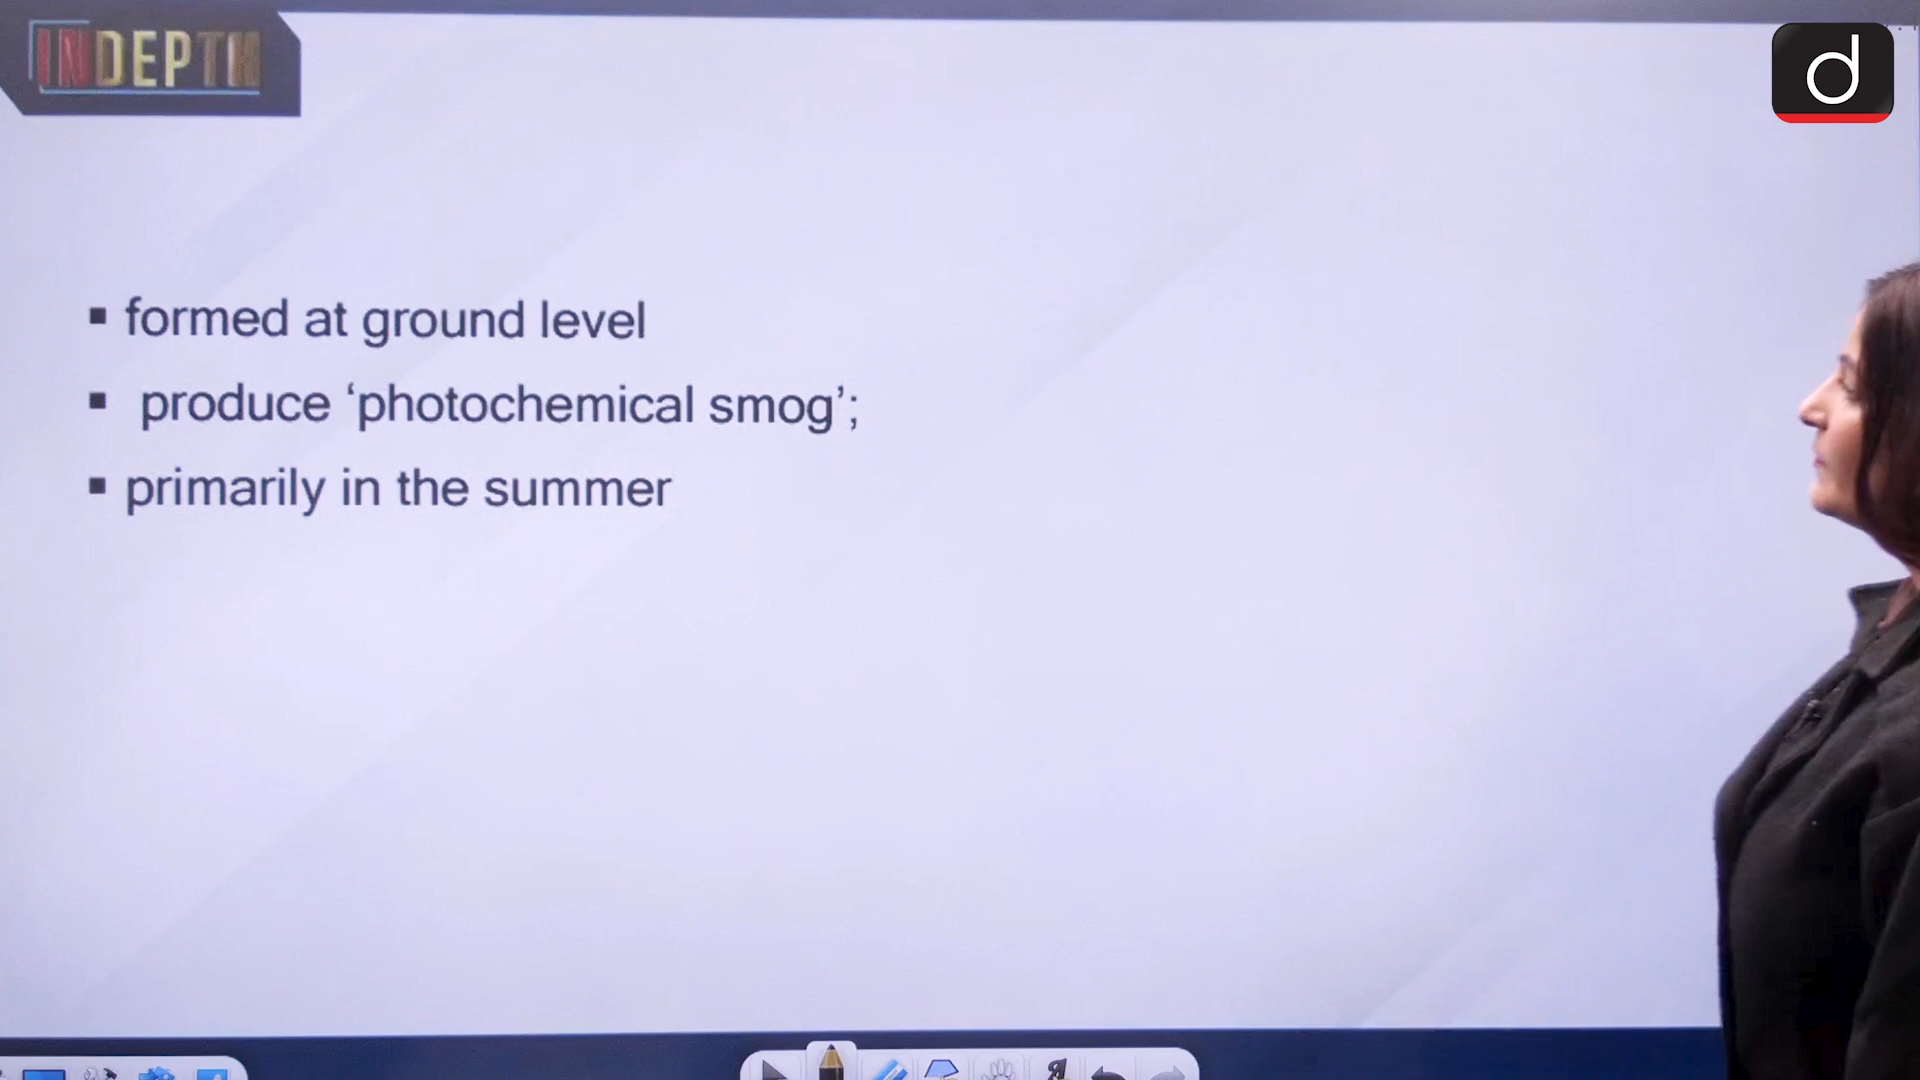 INDEPTH
d
▪ formed at ground level
▪ produce ‘photochemical smog’;
▪ primarily in the summer